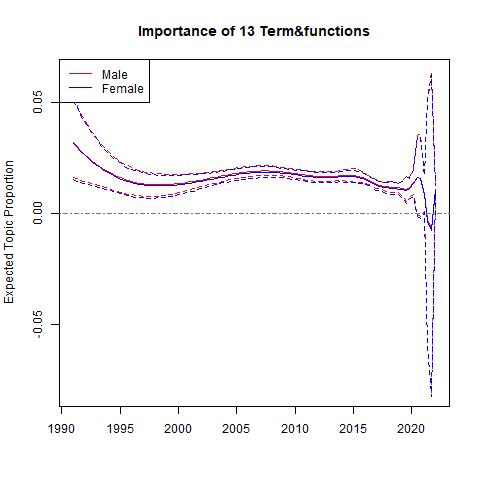 Importance of 13 Term&functions
Male
Female
Expected Topic Proportion
0.05
0.00
-0.05
1990 1995 2000 2005 2010 2015 2020